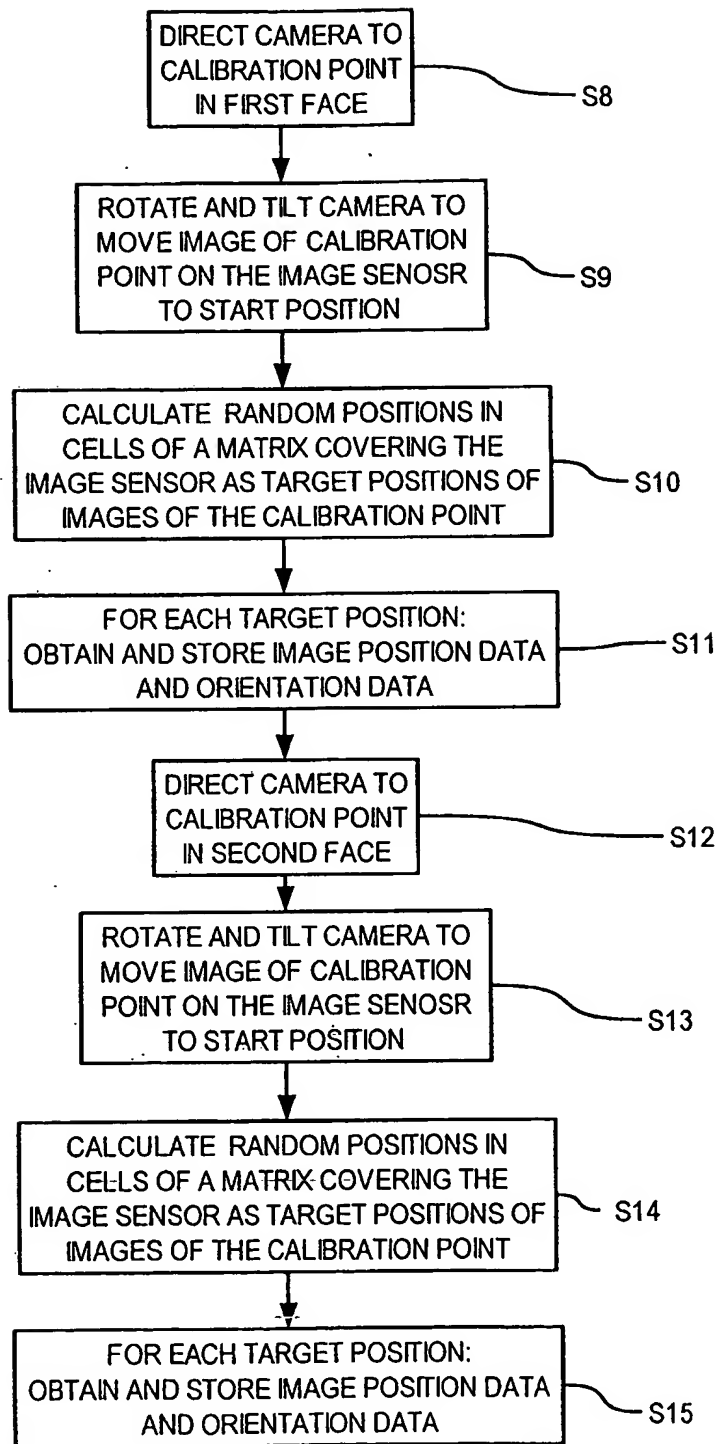 DIRECT CAMERA TO
CALIBRATION POINT
IN FIRST FACE
S8
ROTATE AND TILT CAMERA TO
MOVE IMAGE OF CALIBRATION
POINT ON THE IMAGE SENOSR
TO START POSITION
S9
CALCULATE RANDOM POSITIONS IN
CELLS OF A MATRIX COVERING THE
IMAGE SENSOR AS TARGET POSITIONS OF
IMAGES OF THE CALIBRATION POINT
S10
FOR EACH TARGET POSITION:
OBTAIN AND STORE IMAGE POSITION DATA
AND ORIENTATION DATA
S11
DIRECT CAMERA TO
CALIBRATION POINT
IN SECOND FACE
S12
ROTATE AND TILT CAMERA TO
MOVE IMAGE OF CALIBRATION
POINT ON THE IMAGE SENOSR
TO START POSITION
S13
CALCULATE RANDOM POSITIONS IN
CELLS OF A MATRIX COVERING THE
IMAGE SENSOR AS TARGET POSITIONS OF
IMAGES OF THE CALIBRATION POINT
S14
FOR EACH TARGET POSITION:
OBTAIN AND STORE IMAGE POSITION DATA
AND ORIENTATION DATA
S15